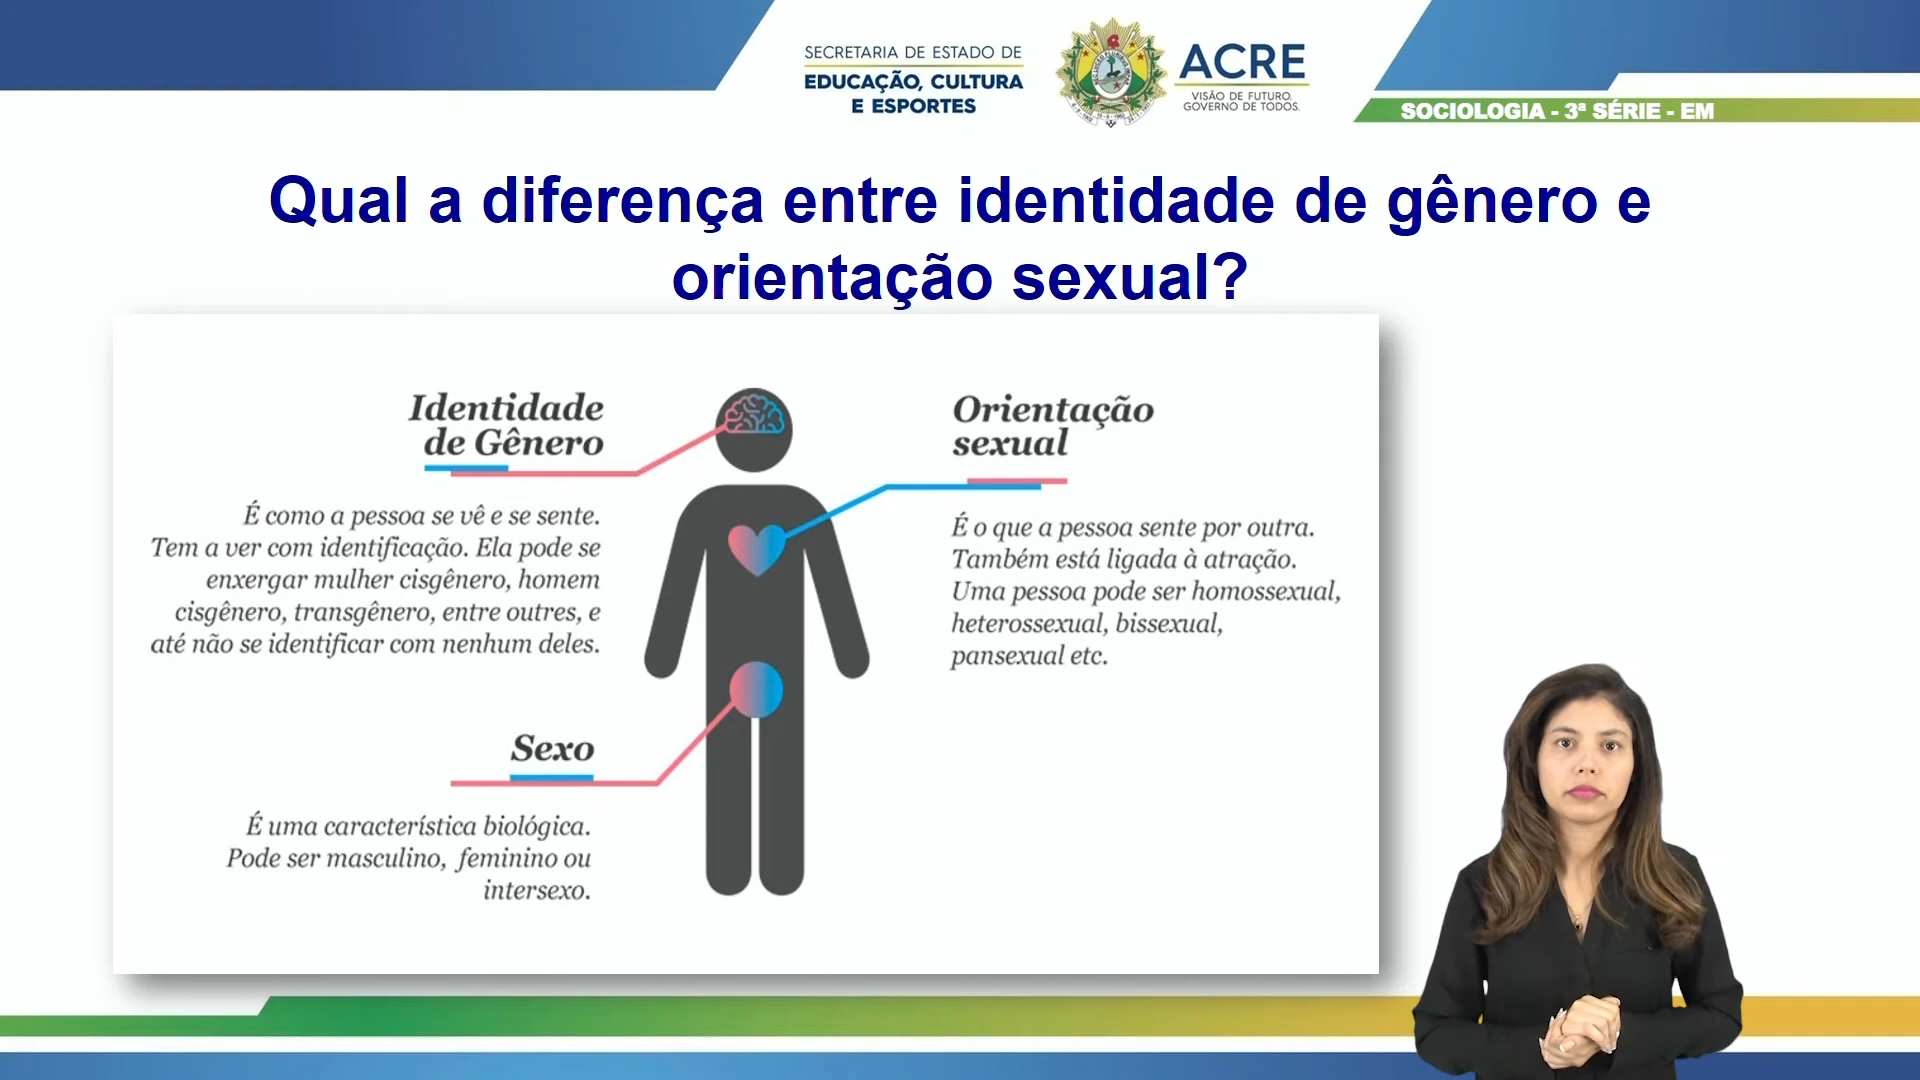 SECRETARIA DE ESTADO DE
EDUCAÇÃO, CULTURA
E ESPORTES
ACRE
VISÃO DE FUTURO.
GOVERNO DE TODOS.
SOCIOLOGIA - 3ª SÉRIE - EM
Qual a diferença entre identidade de gênero e
orientação sexual?
Identidade
de Gênero
É como a pessoa se vê e se sente.
Tem a ver com identificação. Ela pode se
enxergar mulher cisgênero, homem
cisgênero, transgênero, entre outres, e
até não se identificar com nenhum deles.
Orientação
sexual
É o que a pessoa sente por outra.
Também está ligada à atração.
Uma pessoa pode ser homossexual,
heterossexual, bissexual,
pansexual etc.
Sexo
É uma característica biológica.
Pode ser masculino, feminino ou
intersexo.